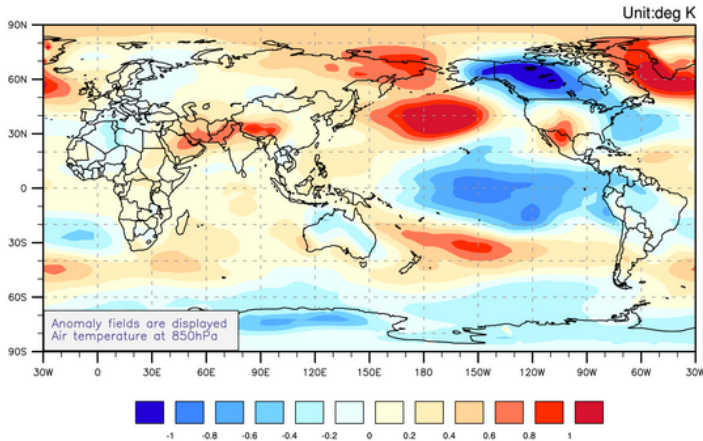 Unit:deg K
90N
60N
30N
0
30S
60S
90S
Anomaly fields are displayed
Air temperature at 850hPa
30W 0 30E 60E 90E 120E 150E 180W 150W 120W 90W 60W 30W
-1 -0.8 -0.6 -0.4 -0.2 0 0.2 0.4 0.6 0.8 1